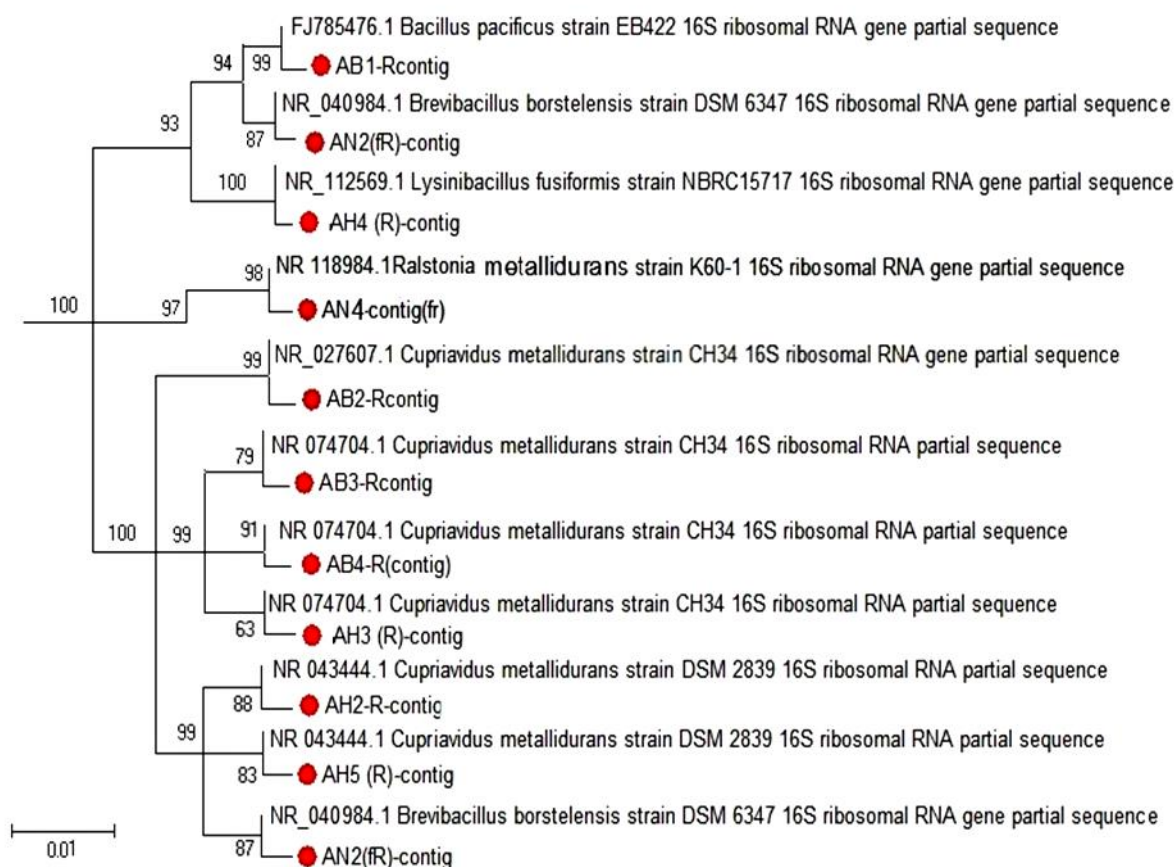 FJ785476.1 Bacillus pacificus strain EB422 16S ribosomal RNA gene partial sequence
94
99
AB1-Rcontig
NR_040984.1 Brevibacillus borstelensis strain DSM 6347 16S ribosomal RNA gene partial sequence
93
87
AN2(fR)-contig
100
NR_112569.1 Lysinibacillus fusiformis strain NBRC15717 16S ribosomal RNA gene partial sequence
AH4 (R)-contig
98
NR 118984.1Ralstonia metallidurans strain K60-1 16S ribosomal RNA gene partial sequence
100
97
AN4-contig(fr)
99
NR_027607.1 Cupriavidus metallidurans strain CH34 16S ribosomal RNA gene partial sequence
AB2-Rcontig
79
NR 074704.1 Cupriavidus metallidurans strain CH34 16S ribosomal RNA partial sequence
AB3-Rcontig
100
99
91
NR 074704.1 Cupriavidus metallidurans strain CH34 16S ribosomal RNA partial sequence
AB4-R(contig)
NR 074704.1 Cupriavidus metallidurans strain CH34 16S ribosomal RNA partial sequence
63
AH3 (R)-contig
NR 043444.1 Cupriavidus metallidurans strain DSM 2839 16S ribosomal RNA partial sequence
88
AH2-R-contig
99
NR 043444.1 Cupriavidus metallidurans strain DSM 2839 16S ribosomal RNA partial sequence
83
AH5 (R)-contig
NR_040984.1 Brevibacillus borstelensis strain DSM 6347 16S ribosomal RNA gene partial sequence
87
AN2(fR)-contig
0.01